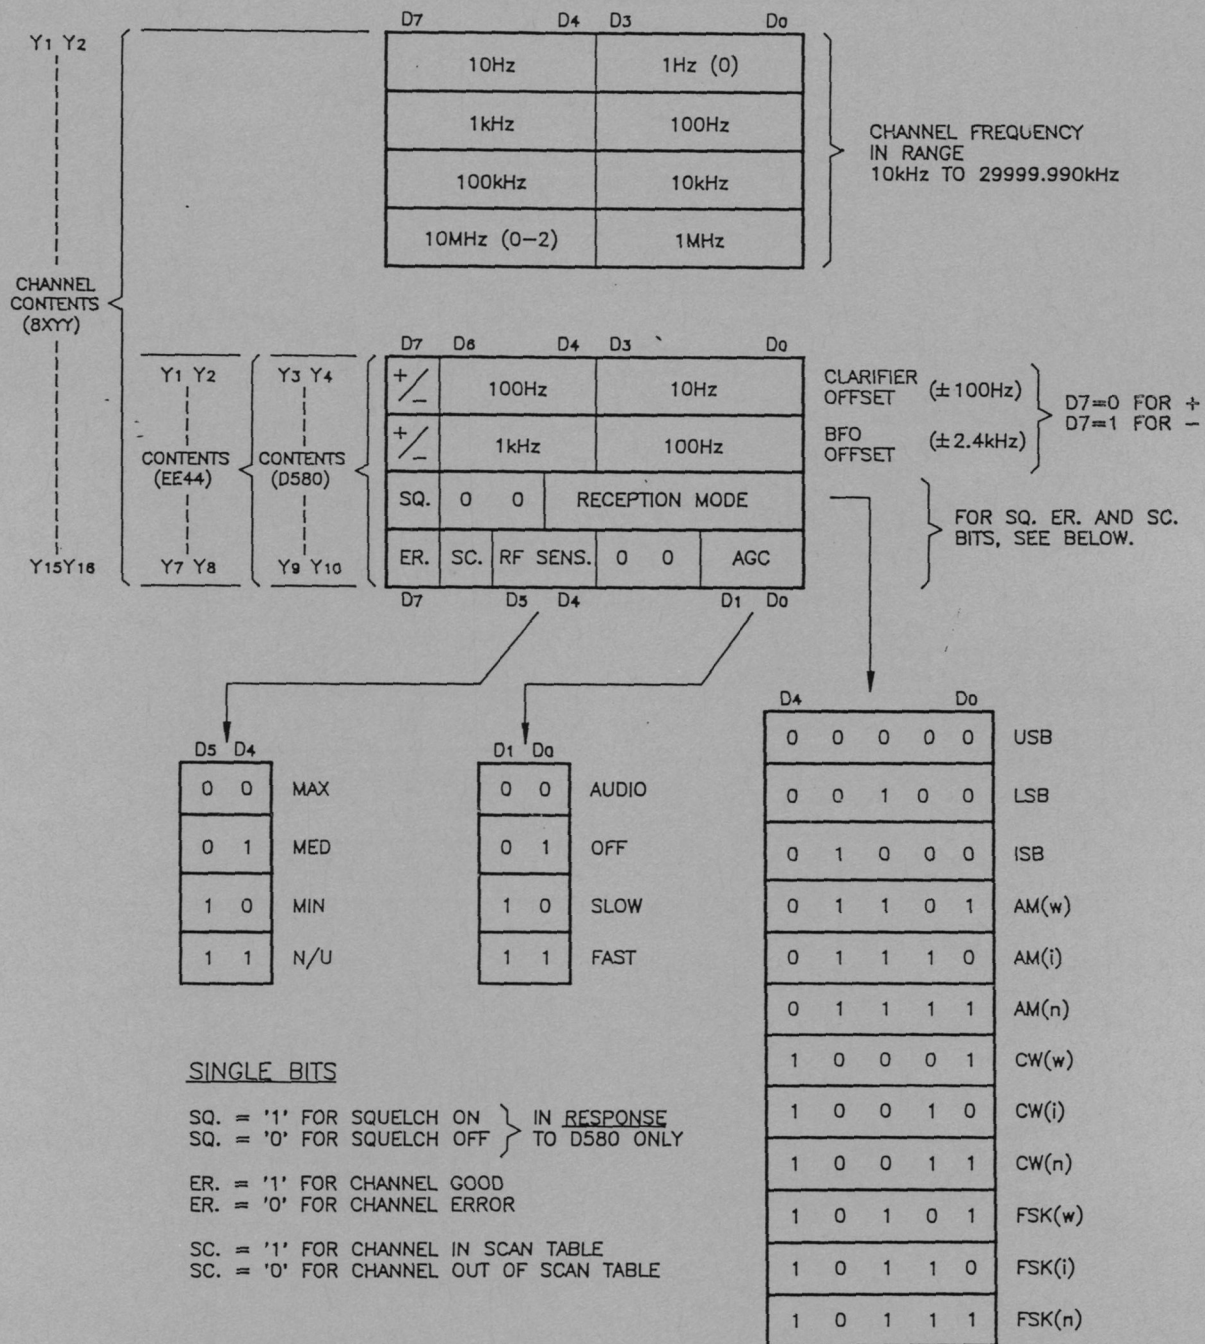 D7 D4 D3 D0
Y1 Y2
10Hz 1Hz (0)
1kHz 100Hz
100kHz 10kHz
10MHz (0-2) 1MHz
CHANNEL FREQUENCY
IN RANGE
10kHz TO 29999.990kHz
CHANNEL
CONTENTS
(8XYY)
D7 D6 D4 D3 D0
Y1 Y2 Y3 Y4
+/- 100Hz 10Hz
CLARIFIER
OFFSET (±100Hz)
+/- 1kHz 100Hz
BFO
OFFSET (±2.4kHz)
D7=0 FOR +
D7=1 FOR -
CONTENTS
(EE44)
CONTENTS
(D580)
SQ. 0 0 RECEPTION MODE
ER. SC. RF SENS. 0 0 AGC
FOR SQ. ER. AND SC.
BITS, SEE BELOW.
Y15Y16 Y7 Y8 Y9 Y10
D7 D5 D4 D1 D0
D5 D4
0 0 MAX
0 1 MED
1 0 MIN
1 1 N/U
D1 D0
0 0 AUDIO
0 1 OFF
1 0 SLOW
1 1 FAST
D4 D0
0 0 0 0 0 USB
0 0 1 0 0 LSB
0 1 0 0 0 ISB
0 1 1 0 1 AM(w)
0 1 1 1 0 AM(i)
0 1 1 1 1 AM(n)
1 0 0 0 1 CW(w)
1 0 0 1 0 CW(i)
1 0 0 1 1 CW(n)
1 0 1 0 1 FSK(w)
1 0 1 1 0 FSK(i)
1 0 1 1 1 FSK(n)
SINGLE BITS
SQ. = '1' FOR SQUELCH ON
SQ. = '0' FOR SQUELCH OFF
IN RESPONSE
TO D580 ONLY
ER. = '1' FOR CHANNEL GOOD
ER. = '0' FOR CHANNEL ERROR
SC. = '1' FOR CHANNEL IN SCAN TABLE
SC. = '0' FOR CHANNEL OUT OF SCAN TABLE